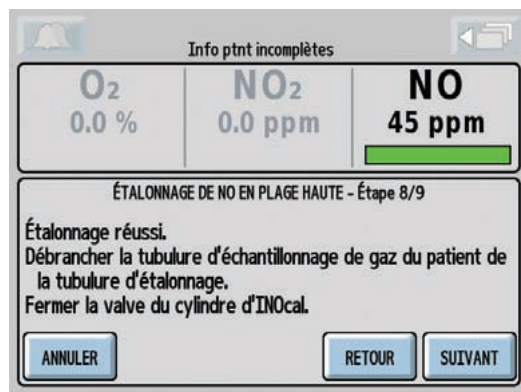 Info ptnt incomplètes
O2 NO2 NO
0.0 % 0.0 ppm 45 ppm
ÉTALONNAGE DE NO EN PLAGE HAUTE - Étape 8/9
Étalonnage réussi.
Débrancher la tubulure d'échantillonnage de gaz du patient de
la tubulure d'étalonnage.
Fermer la valve du cylindre d'INOcal.
ANNULER RETOUR SUIVANT